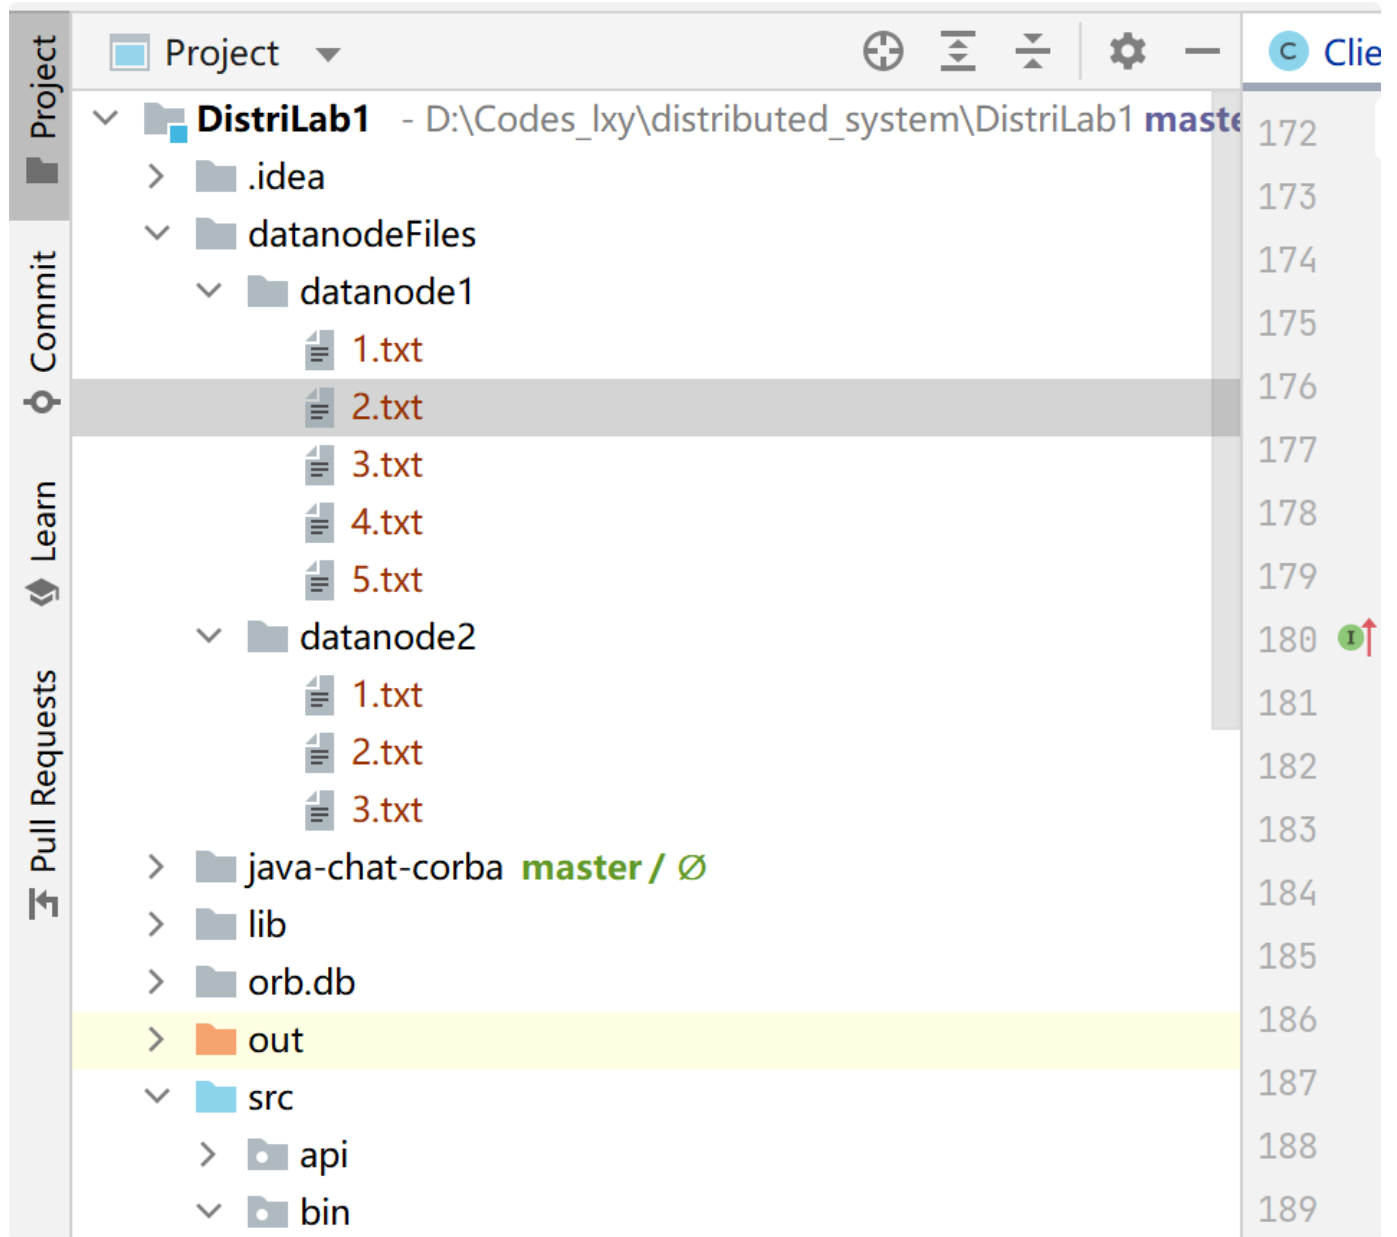 Project
Commit
Learn
Pull Requests
Project
DistriLab1 - D:\Codes_lxy\distributed_system\DistriLab1 maste
.idea
datanodeFiles
datanode1
1.txt
2.txt
3.txt
4.txt
5.txt
datanode2
1.txt
2.txt
3.txt
java-chat-corba master / Ø
lib
orb.db
out
src
api
bin
C Clie
172
173
174
175
176
177
178
179
180 I
181
182
183
184
185
186
187
188
189